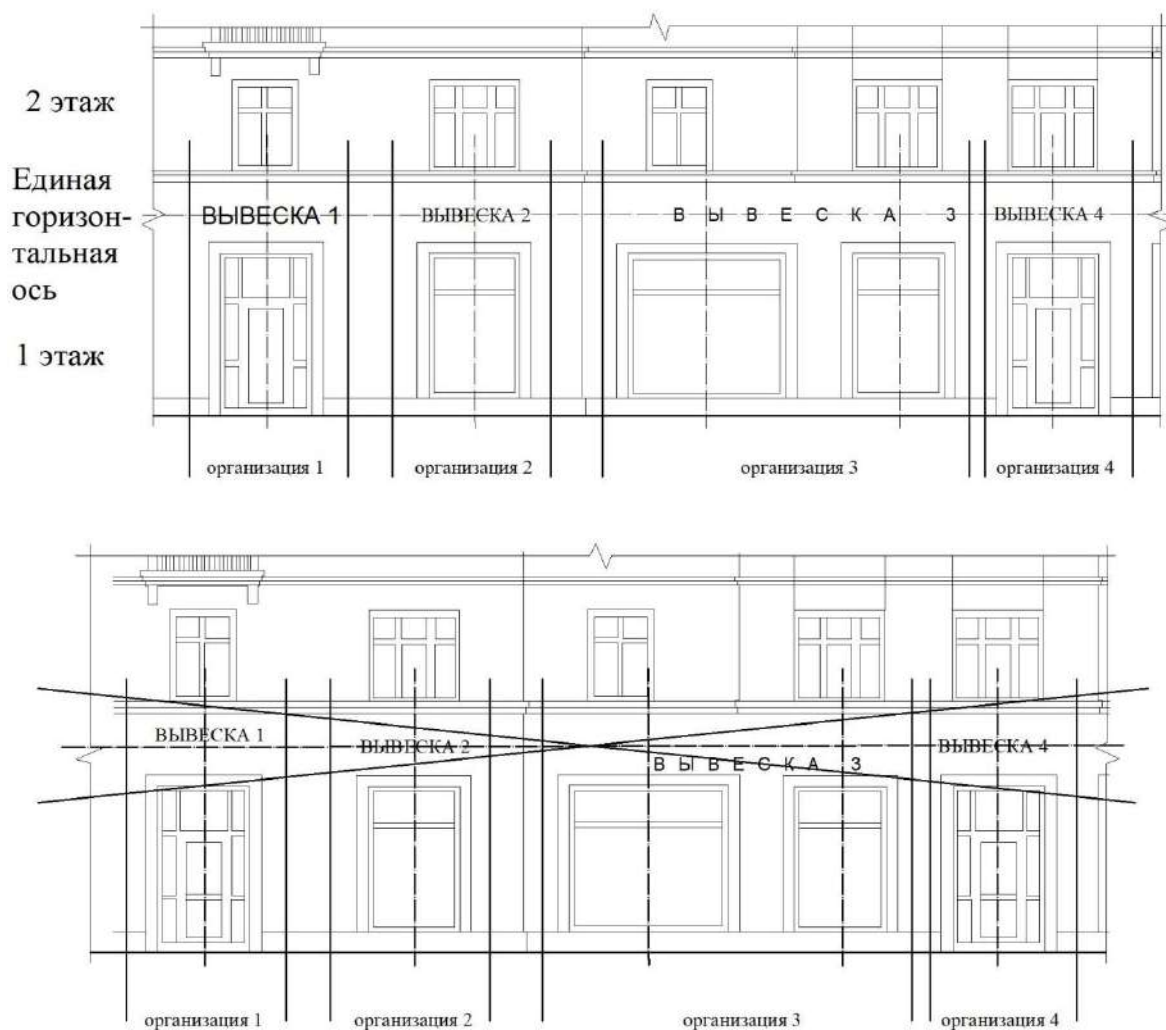 2 этаж
Единая
горизон-
тальная
ось
1 этаж
ВЫВЕСКА 1
ВЫВЕСКА 2
ВЫВЕСКА 3
ВЫВЕСКА 4
организация 1
организация 2
организация 3
организация 4
ВЫВЕСКА 1
ВЫВЕСКА 2
ВЫВЕСКА 3
ВЫВЕСКА 4
организация 1
организация 2
организация 3
организация 4